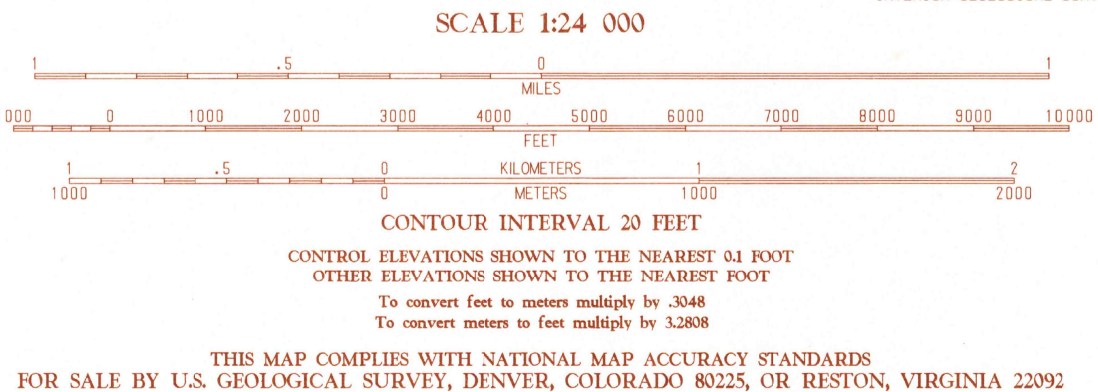 SCALE 1:24 000
1 .5 0 1
MILES
000 0 1000 2000 3000 4000 5000 6000 7000 8000 9000 10 000
FEET
1 .5 0 KILOMETERS 1 2
1000 0 METERS 1000 2000
CONTOUR INTERVAL 20 FEET
CONTROL ELEVATIONS SHOWN TO THE NEAREST 0.1 FOOT
OTHER ELEVATIONS SHOWN TO THE NEAREST FOOT
To convert feet to meters multiply by .3048
To convert meters to feet multiply by 3.2808
THIS MAP COMPLIES WITH NATIONAL MAP ACCURACY STANDARDS
FOR SALE BY U.S. GEOLOGICAL SURVEY, DENVER, COLORADO 80225, OR RESTON, VIRGINIA 22092